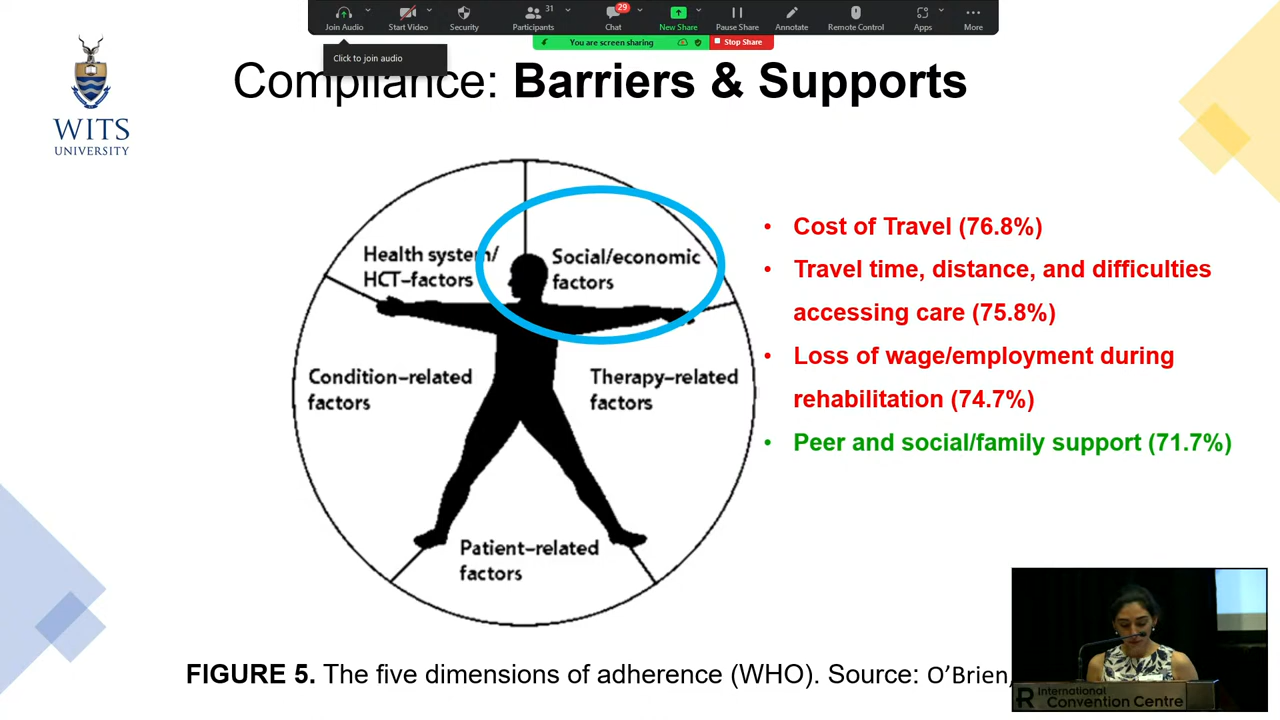 Join Audio
Start Video
Security
31
Participants
29
Chat
New Share
Pause Share
Annotate
Remote Control
Apps
More
You are screen sharing
Stop Share
Click to join audio
Compliance: Barriers & Supports
WITS
UNIVERSITY
Health system/
HCT–factors
Social/economic
factors
Condition–related
factors
Therapy–related
factors
Patient–related
factors
• Cost of Travel (76.8%)
• Travel time, distance, and difficulties
accessing care (75.8%)
• Loss of wage/employment during
rehabilitation (74.7%)
• Peer and social/family support (71.7%)
FIGURE 5. The five dimensions of adherence (WHO). Source: O’Brien,
International
Convention Centre